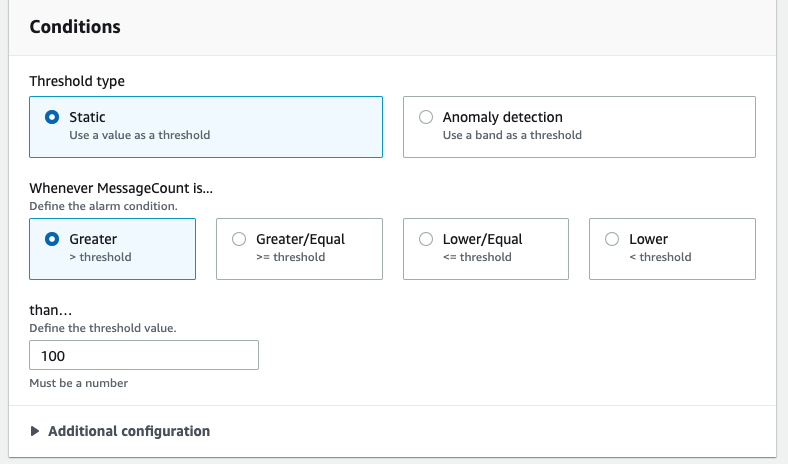 Conditions
Threshold type
Static
Use a value as a threshold
Anomaly detection
Use a band as a threshold
Whenever MessageCount is...
Define the alarm condition.
Greater
> threshold
Greater/Equal
>= threshold
Lower/Equal
<= threshold
Lower
< threshold
than…
Define the threshold value.
100
Must be a number
Additional configuration